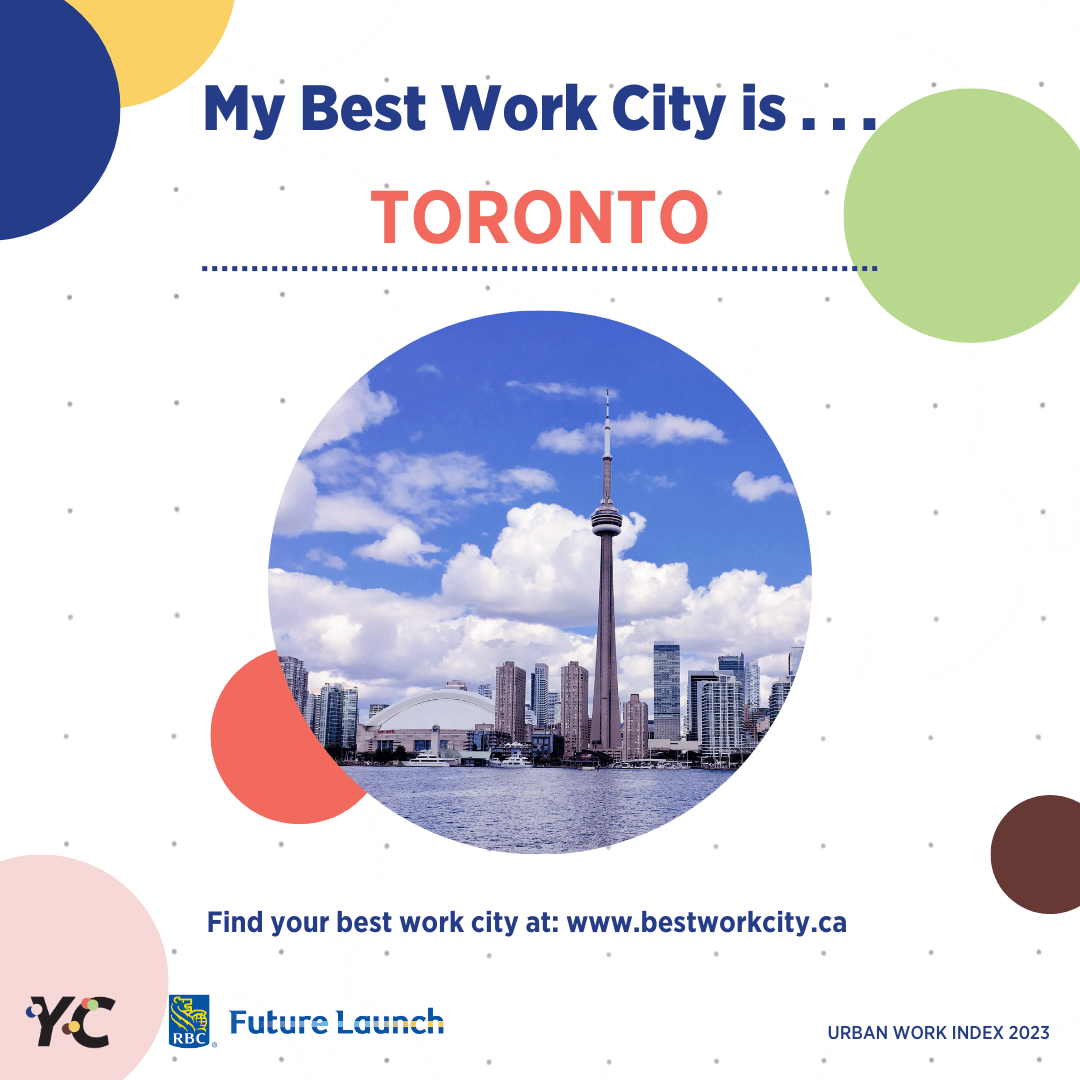 My Best Work City is . . .
TORONTO
Find your best work city at: www.bestworkcity.ca
YC
RBC® Future Launch
URBAN WORK INDEX 2023